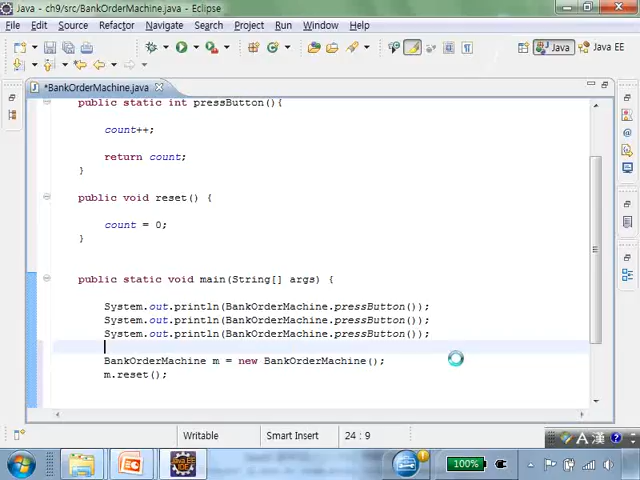 Java - ch9/src/BankOrderMachine.java - Eclipse
File Edit Source Refactor Navigate Search Project Run Window Help
Java
Java EE
*BankOrderMachine.java
public static int pressButton(){
count++;
return count;
}
public void reset() {
count = 0;
}
public static void main(String[] args) {
System.out.println(BankOrderMachine.pressButton());
System.out.println(BankOrderMachine.pressButton());
System.out.println(BankOrderMachine.pressButton());
BankOrderMachine m = new BankOrderMachine();
m.reset();
Writable
Smart Insert
24 : 9
A 漢
100%